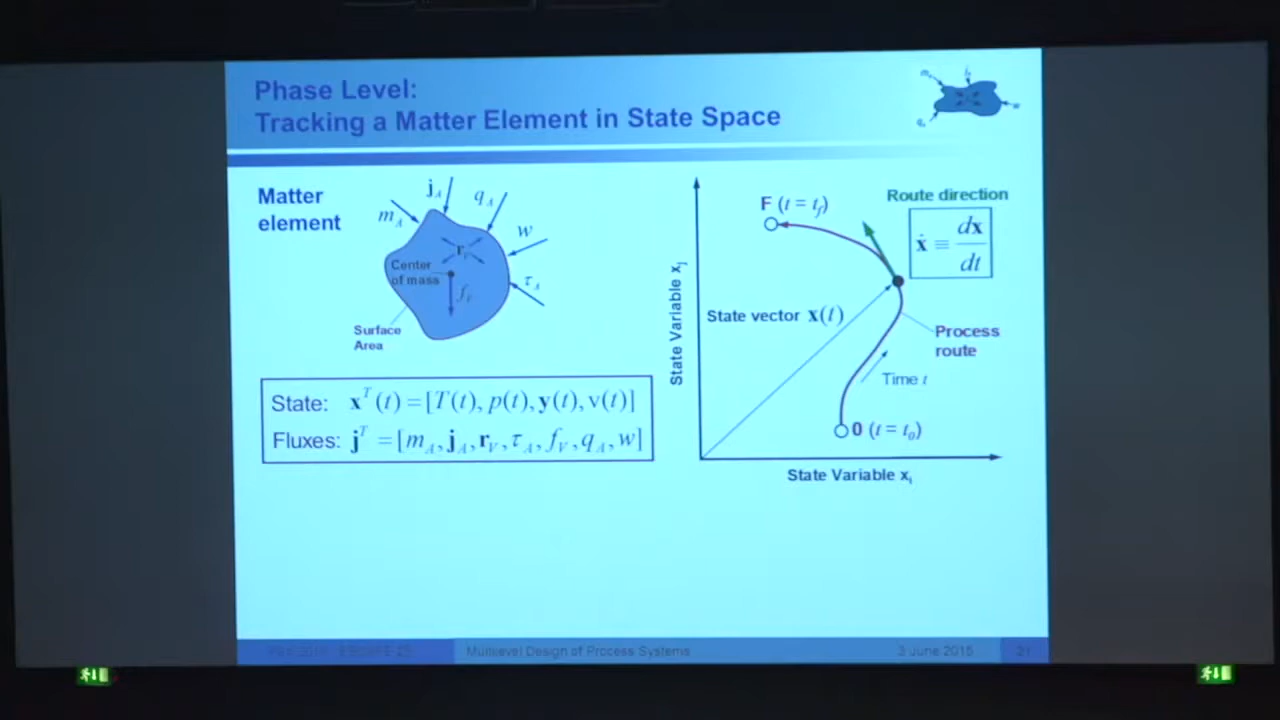 Phase Level:
Tracking a Matter Element in State Space
Matter
element
m_A
j_A
q_A
w
τ_A
r_V
Center
of mass
f_V
Surface
Area
State: x^T(t) = [T(t), p(t), y(t), v(t)]
Fluxes: j^T = [m_A, j_A, r_V, τ_A, f_V, q_A, w]
F (t = t_f)
Route direction
ẋ ≡ dx/dt
State Variable x_j
State vector x(t)
Process
route
Time t
0 (t = t_0)
State Variable x_i
Multilevel Design of Process Systems
3 June 2015
21